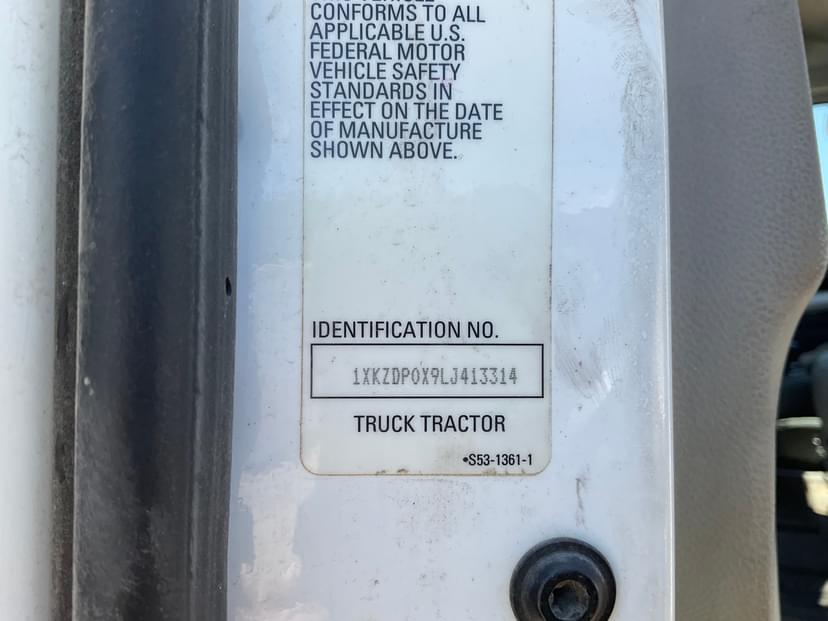 CONFORMS TO ALL
APPLICABLE U.S.
FEDERAL MOTOR
VEHICLE SAFETY
STANDARDS IN
EFFECT ON THE DATE
OF MANUFACTURE
SHOWN ABOVE.
IDENTIFICATION NO.
1XKZDP0X9LJ413314
TRUCK TRACTOR
•S53-1361-1